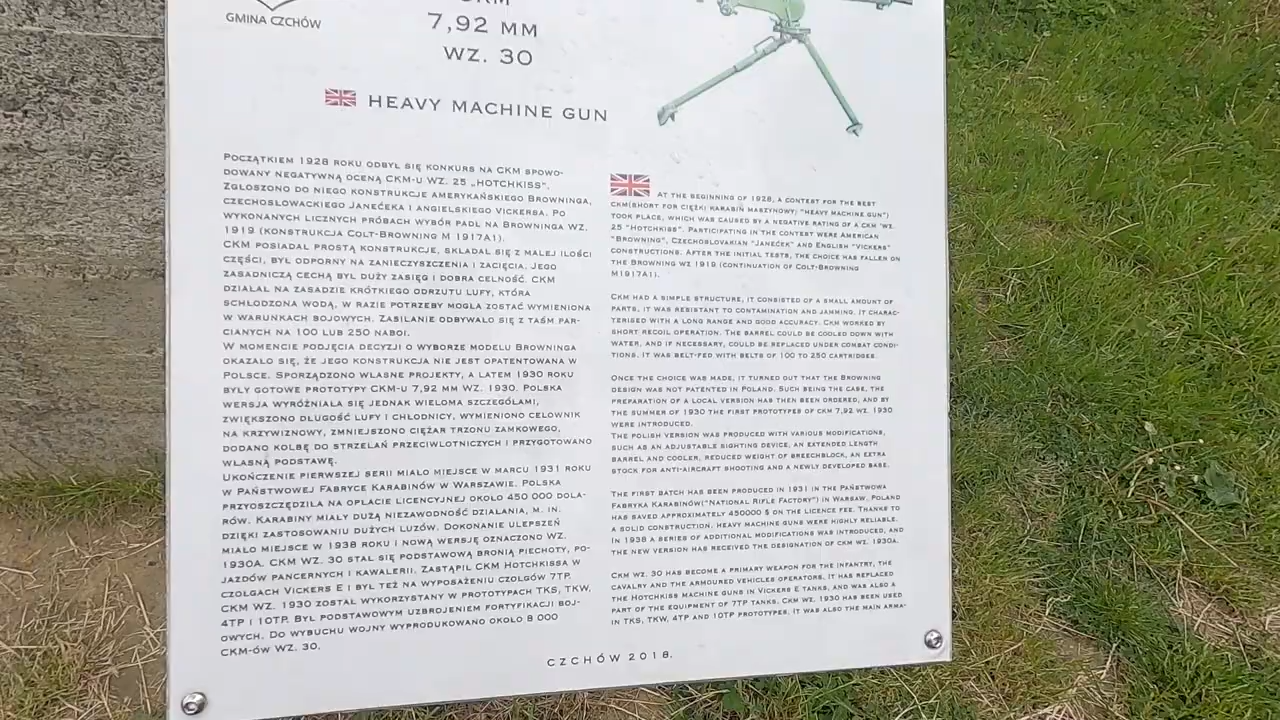 GMINA CZCHÓW
CKM
7,92 MM
WZ. 30
HEAVY MACHINE GUN
POCZĄTKIEM 1928 ROKU ODBYŁ SIĘ KONKURS NA CKM SPOWO-
DOWANY NEGATYWNĄ OCENĄ CKM-U WZ. 25 „HOTCHKISS".
ZGŁOSZONO DO NIEGO KONSTRUKCJE AMERYKAŃSKIEGO BROWNINGA,
CZECHOSŁOWACKIEGO JANEĆEKA I ANGIELSKIEGO VICKERSA. PO
WYKONANYCH LICZNYCH PRÓBACH WYBÓR PADŁ NA BROWNINGA WZ.
1919 (KONSTRUKCJA COLT-BROWNING M 1917A1).
CKM POSIADAŁ PROSTĄ KONSTRUKCJĘ, SKŁADAŁ SIĘ Z MAŁEJ ILOŚCI
CZĘŚCI, BYŁ ODPORNY NA ZANIECZYSZCZENIA I ZACIĘCIA. JEGO
ZASADNICZĄ CECHĄ BYŁ DUŻY ZASIĘG I DOBRA CELNOŚĆ. CKM
DZIAŁAŁ NA ZASADZIE KRÓTKIEGO ODRZUTU LUFY, KTÓRA
SCHŁODZONA WODĄ, W RAZIE POTRZEBY MOGŁA ZOSTAĆ WYMIENIONA
W WARUNKACH BOJOWYCH. ZASILANIE ODBYWAŁO SIĘ Z TAŚM PAR-
CIANYCH NA 100 LUB 250 NABOI.
W MOMENCIE PODJĘCIA DECYZJI O WYBORZE MODELU BROWNINGA
OKAZAŁO SIĘ, ŻE JEGO KONSTRUKCJA NIE JEST OPATENTOWANA W
POLSCE. SPORZĄDZONO WŁASNE PROJEKTY, A LATEM 1930 ROKU
BYŁY GOTOWE PROTOTYPY CKM-U 7,92 MM WZ. 1930. POLSKA
WERSJA WYRÓŻNIAŁA SIĘ JEDNAK WIELOMA SZCZEGÓŁAMI,
ZWIĘKSZONO DŁUGOŚĆ LUFY I CHŁODNICY, WYMIENIONO CELOWNIK
NA KRZYWIZNOWY, ZMNIEJSZONO CIĘŻAR TRZONU ZAMKOWEGO,
DODANO KOLBĘ DO STRZELAŃ PRZECIWLOTNICZYCH I PRZYGOTOWANO
WŁASNĄ PODSTAWĘ.
UKOŃCZENIE PIERWSZEJ SERII MIAŁO MIEJSCE W MARCU 1931 ROKU
W PAŃSTWOWEJ FABRYCE KARABINÓW W WARSZAWIE. POLSKA
PRZYOSZCZĘDZIŁA NA OPŁACIE LICENCYJNEJ OKOŁO 450 000 DOLA-
RÓW. KARABINY MIAŁY DUŻĄ NIEZAWODNOŚĆ DZIAŁANIA, M. IN.
DZIĘKI ZASTOSOWANIU DUŻYCH LUZÓW. DOKONANIE ULEPSZEŃ
MIAŁO MIEJSCE W 1938 ROKU I NOWĄ WERSJĘ OZNACZONO WZ.
1930A. CKM WZ. 30 STAŁ SIĘ PODSTAWOWĄ BRONIĄ PIECHOTY, PO-
JAZDÓW PANCERNYCH I KAWALERII. ZASTĄPIŁ CKM HOTCHKISSA W
CZOŁGACH VICKERS E I BYŁ TEŻ NA WYPOSAŻENIU CZOŁGÓW 7TP.
CKM WZ. 1930 ZOSTAŁ WYKORZYSTANY W PROTOTYPACH TKS, TKW,
4TP I 10TP. BYŁ PODSTAWOWYM UZBROJENIEM FORTYFIKACJI BOJ-
OWYCH. DO WYBUCHU WOJNY WYPRODUKOWANO OKOŁO 8 000
CKM-ÓW WZ. 30.
AT THE BEGINNING OF 1928, A CONTEST FOR THE BEST
CKM(SHORT FOR CIĘŻKI KARABIN MASZYNOWY; "HEAVY MACHINE GUN")
TOOK PLACE, WHICH WAS CAUSED BY A NEGATIVE RATING OF A CKM "WZ.
25 "HOTCHKISS". PARTICIPATING IN THE CONTEST WERE AMERICAN
"BROWNING", CZECHOSLOVAKIAN "JANEĆEK" AND ENGLISH "VICKERS"
CONSTRUCTIONS. AFTER THE INITIAL TESTS, THE CHOICE HAS FALLEN ON
THE BROWNING WZ 1919 (CONTINUATION OF COLT-BROWNING
M1917A1).
CKM HAD A SIMPLE STRUCTURE, IT CONSISTED OF A SMALL AMOUNT OF
PARTS, IT WAS RESISTANT TO CONTAMINATION AND JAMMING. IT CHARAC-
TERISED WITH A LONG RANGE AND GOOD ACCURACY. CKM WORKED BY
SHORT RECOIL OPERATION. THE BARREL COULD BE COOLED DOWN WITH
WATER, AND IF NECESSARY, COULD BE REPLACED UNDER COMBAT CONDI-
TIONS. IT WAS BELT-FED WITH BELTS OF 100 TO 250 CARTRIDGES.
ONCE THE CHOICE WAS MADE, IT TURNED OUT THAT THE BROWNING
DESIGN WAS NOT PATENTED IN POLAND. SUCH BEING THE CASE, THE
PREPARATION OF A LOCAL VERSION HAS THEN BEEN ORDERED, AND BY
THE SUMMER OF 1930 THE FIRST PROTOTYPES OF CKM 7,92 WZ. 1930
WERE INTRODUCED.
THE POLISH VERSION WAS PRODUCED WITH VARIOUS MODIFICATIONS,
SUCH AS AN ADJUSTABLE SIGHTING DEVICE, AN EXTENDED LENGTH
BARREL AND COOLER, REDUCED WEIGHT OF BREECHBLOCK, AN EXTRA
STOCK FOR ANTI-AIRCRAFT SHOOTING AND A NEWLY DEVELOPED BASE.
THE FIRST BATCH HAS BEEN PRODUCED IN 1931 IN THE PAŃSTWOWA
FABRYKA KARABINÓW("NATIONAL RIFLE FACTORY") IN WARSAW. POLAND
HAS SAVED APPROXIMATELY 450000 $ ON THE LICENCE FEE. THANKS TO
A SOLID CONSTRUCTION, HEAVY MACHINE GUNS WERE HIGHLY RELIABLE.
IN 1938 A SERIES OF ADDITIONAL MODIFICATIONS WAS INTRODUCED, AND
THE NEW VERSION HAS RECEIVED THE DESIGNATION OF CKM WZ. 1930A.
CKM WZ. 30 HAS BECOME A PRIMARY WEAPON FOR THE INFANTRY, THE
CAVALRY AND THE ARMOURED VEHICLES OPERATORS. IT HAS REPLACED
THE HOTCHKISS MACHINE GUNS IN VICKERS E TANKS, AND WAS ALSO A
PART OF THE EQUIPMENT OF 7TP TANKS. CKM WZ. 1930 HAS BEEN USED
IN TKS, TKW, 4TP AND 10TP PROTOTYPES. IT WAS ALSO THE MAIN ARMA-
CZCHÓW 2018.